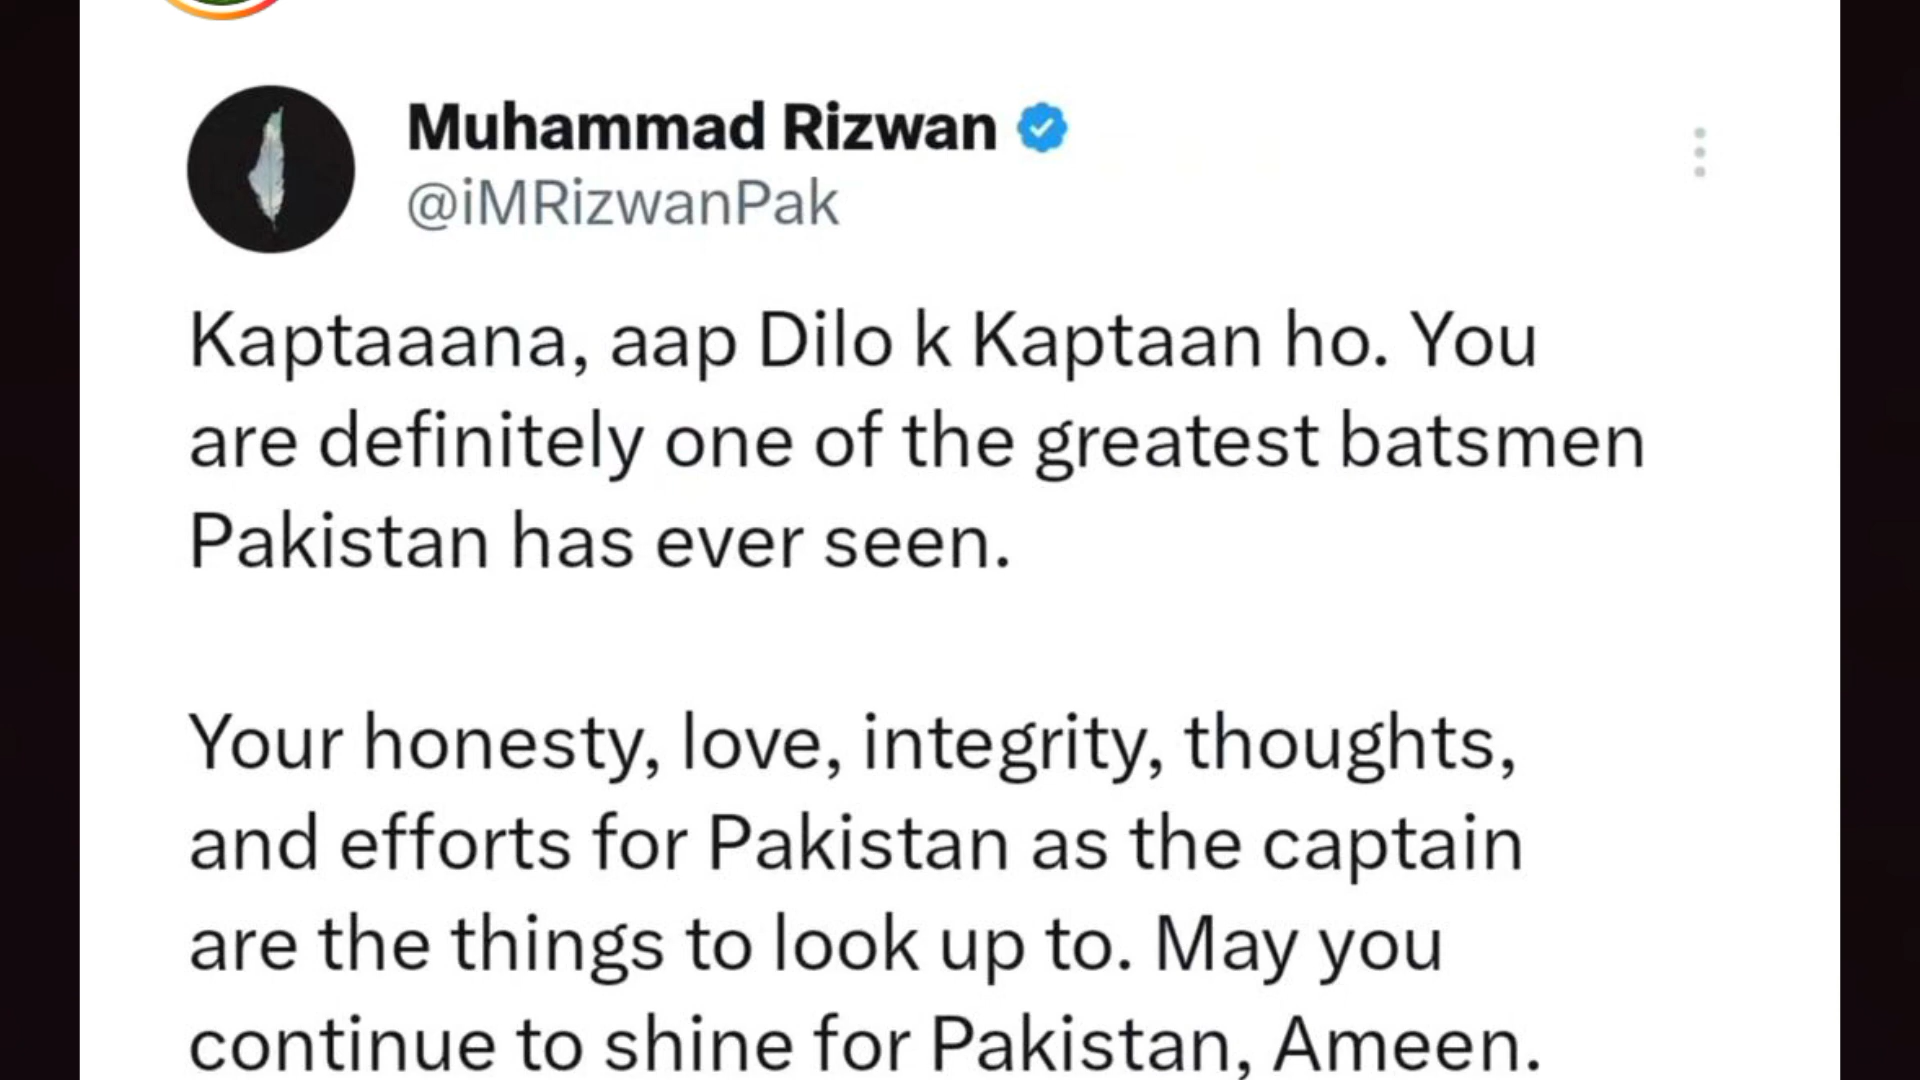 Muhammad Rizwan
@iMRizwanPak
Kaptaaana, aap Dilo k Kaptaan ho. You
are definitely one of the greatest batsmen
Pakistan has ever seen.
Your honesty, love, integrity, thoughts,
and efforts for Pakistan as the captain
are the things to look up to. May you
continue to shine for Pakistan, Ameen.